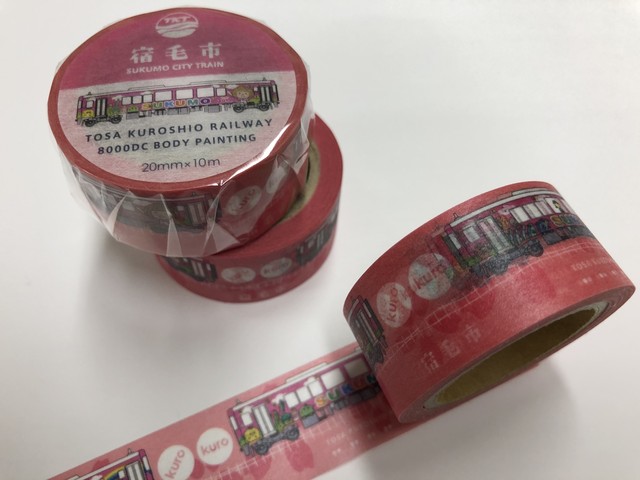 TKT
宿毛市
SUKUMO CITY TRAIN
SUKUMO
TOSA KUROSHIO RAILWAY
8000DC BODY PAINTING
20mm×10m
kuro
kuro
宿毛市
kuro
kuro